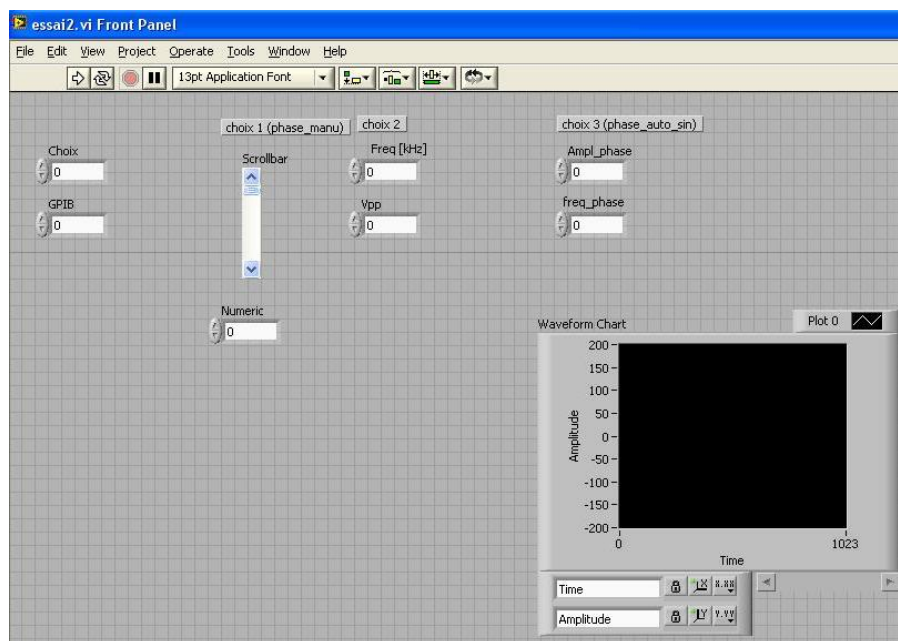 essai2.vi Front Panel
File Edit View Project Operate Tools Window Help
13pt Application Font
choix 1 (phase_manu) choix 2 choix 3 (phase_auto_sin)
Choix Scrollbar Freq [kHz] Ampl_phase
0 0 0
GPIB Vpp freq_phase
0 0 0
Numeric
0
Waveform Chart Plot 0
200
150
100
50
0
-50
-100
-150
-200
Amplitude
0 1023
Time
Time X.XX
Amplitude Y.YY